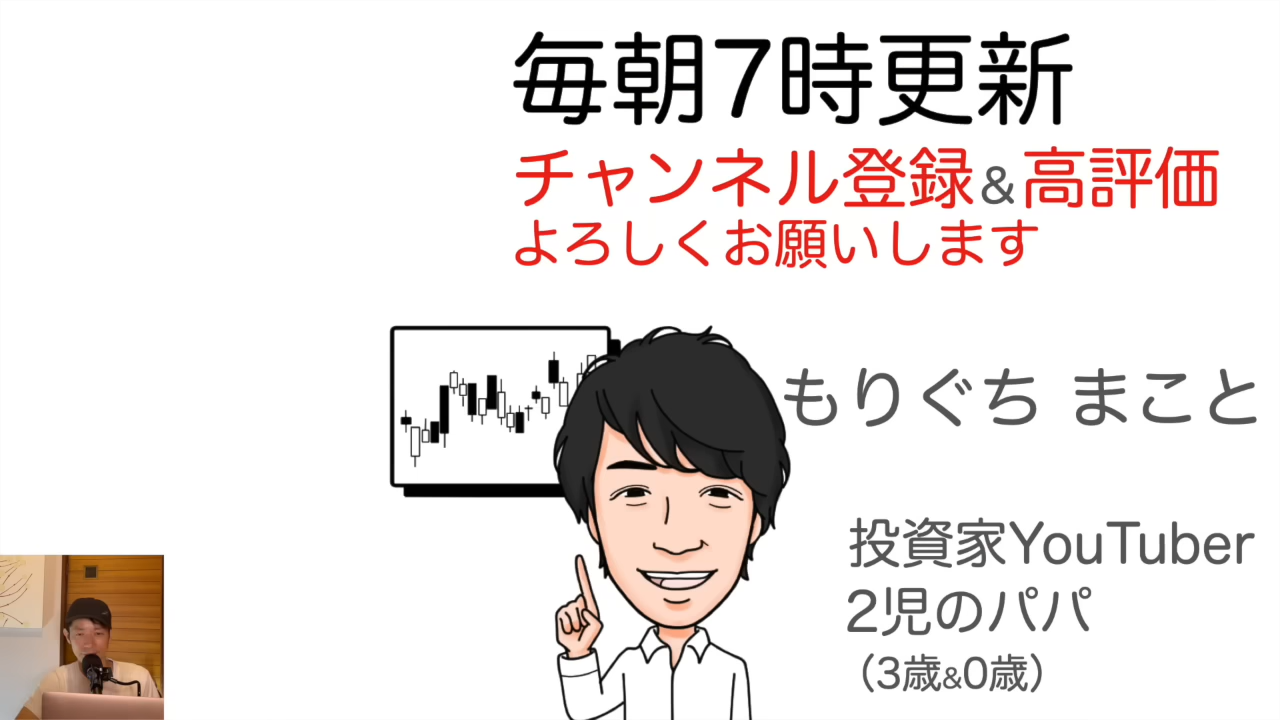 毎朝7時更新
チャンネル登録&高評価
よろしくお願いします
もりぐち まこと
投資家YouTuber
2児のパパ
（3歳&0歳）